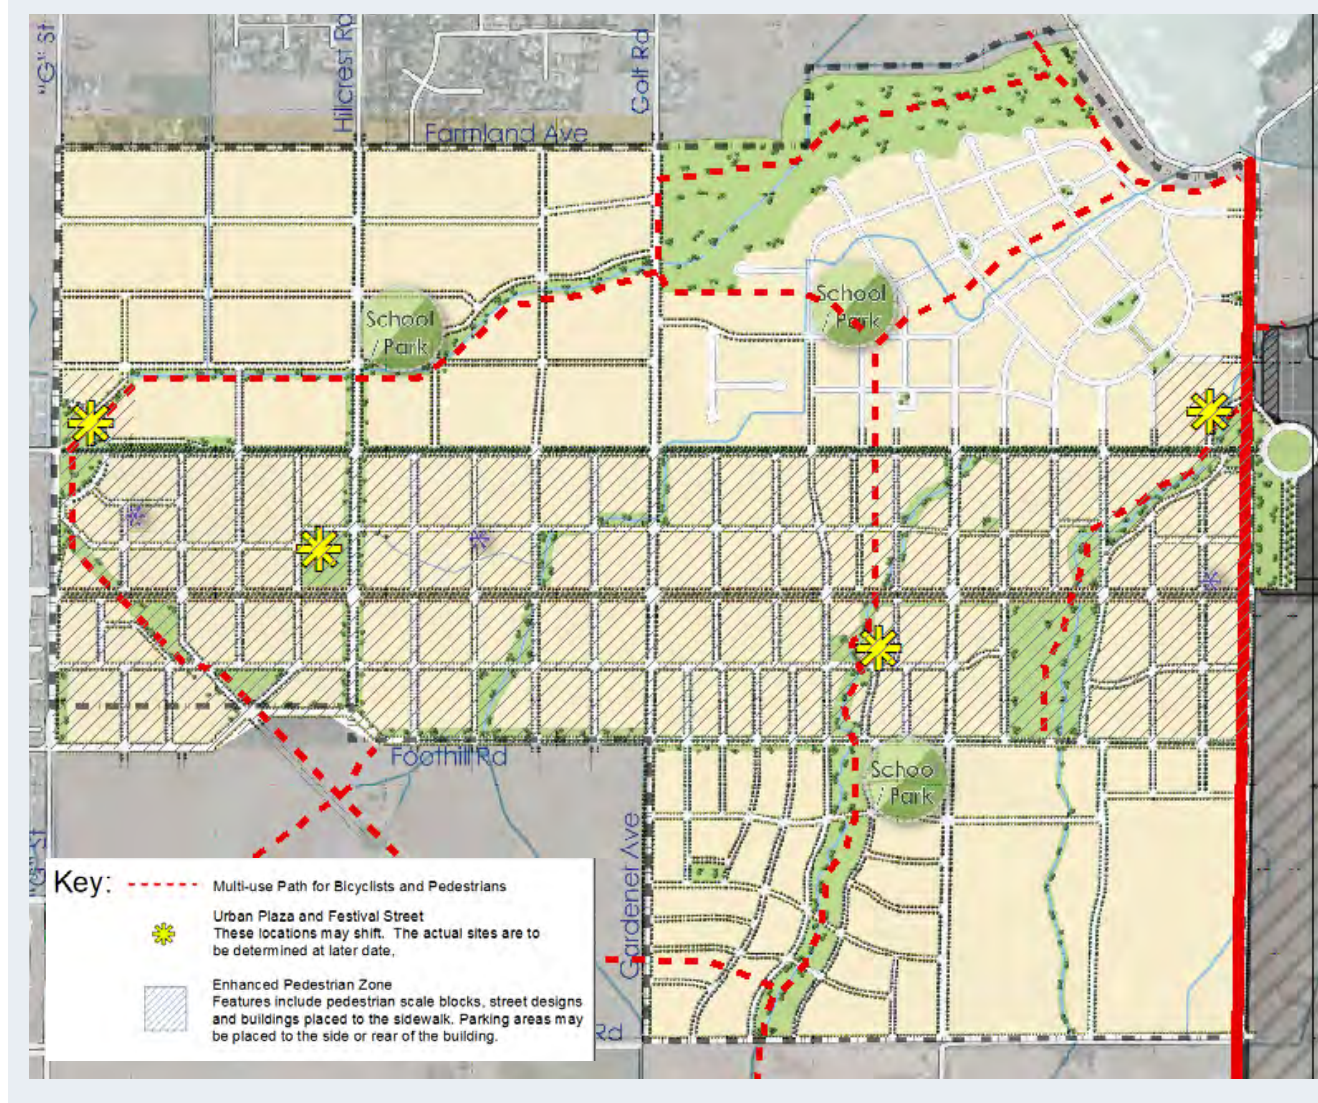 "G" St
Hillcrest Rd
Golf Rd
Farmland Ave
School
Park
School
Park
Foothill Rd
Schoo
Park
"G" St
Gardener Ave
Rd
Key:
Multi-use Path for Bicyclists and Pedestrians
Urban Plaza and Festival Street
These locations may shift. The actual sites are to
be determined at later date,
Enhanced Pedestrian Zone
Features include pedestrian scale blocks, street designs
and buildings placed to the sidewalk. Parking areas may
be placed to the side or rear of the building.